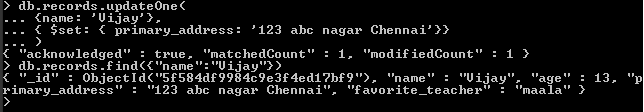 > db.records.updateOne(
... {name: 'Vijay'},
... { $set: { primary_address: '123 abc nagar Chennai'}}
... )
{ "acknowledged" : true, "matchedCount" : 1, "modifiedCount" : 1 }
> db.records.find({"name":"Vijay"})
{ "_id" : ObjectId("5f584df9984c9e3f4ed17bf9"), "name" : "Vijay", "age" : 13, "p
rimary_address" : "123 abc nagar Chennai", "favorite_teacher" : "maala" }
>